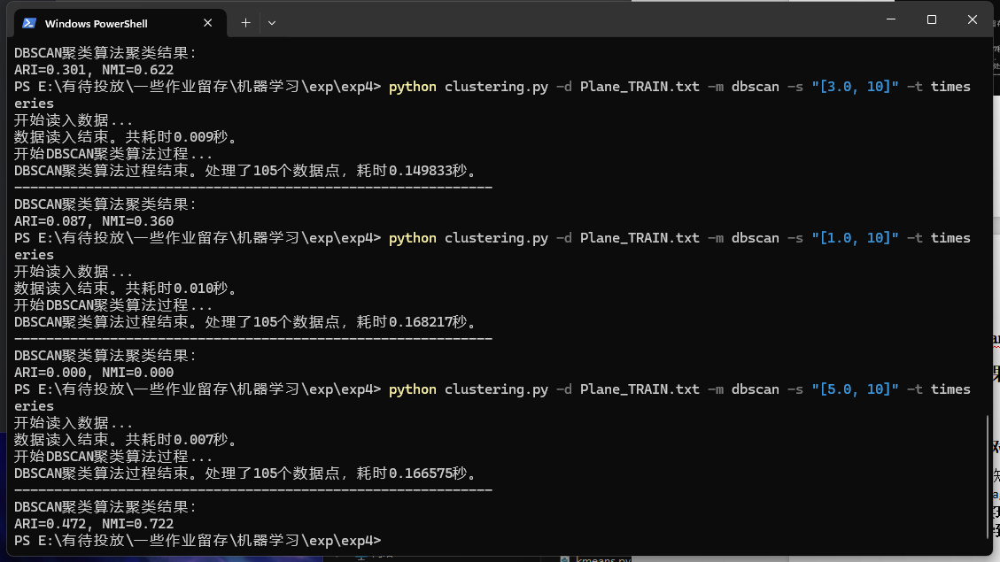 Windows PowerShell
DBSCAN聚类算法聚类结果:
ARI=0.301, NMI=0.622
PS E:\有待投放\一些作业留存\机器学习\exp\exp4> python clustering.py -d Plane_TRAIN.txt -m dbscan -s "[3.0, 10]" -t times
eries
开始读入数据...
数据读入结束。共耗时0.009秒。
开始DBSCAN聚类算法过程...
DBSCAN聚类算法过程结束。处理了105个数据点，耗时0.149833秒。
------------------------------------------------------------
DBSCAN聚类算法聚类结果:
ARI=0.087, NMI=0.360
PS E:\有待投放\一些作业留存\机器学习\exp\exp4> python clustering.py -d Plane_TRAIN.txt -m dbscan -s "[1.0, 10]" -t times
eries
开始读入数据...
数据读入结束。共耗时0.010秒。
开始DBSCAN聚类算法过程...
DBSCAN聚类算法过程结束。处理了105个数据点，耗时0.168217秒。
------------------------------------------------------------
DBSCAN聚类算法聚类结果:
ARI=0.000, NMI=0.000
PS E:\有待投放\一些作业留存\机器学习\exp\exp4> python clustering.py -d Plane_TRAIN.txt -m dbscan -s "[5.0, 10]" -t times
eries
开始读入数据...
数据读入结束。共耗时0.007秒。
开始DBSCAN聚类算法过程...
DBSCAN聚类算法过程结束。处理了105个数据点，耗时0.166575秒。
------------------------------------------------------------
DBSCAN聚类算法聚类结果:
ARI=0.472, NMI=0.722
PS E:\有待投放\一些作业留存\机器学习\exp\exp4>
kmeans.py